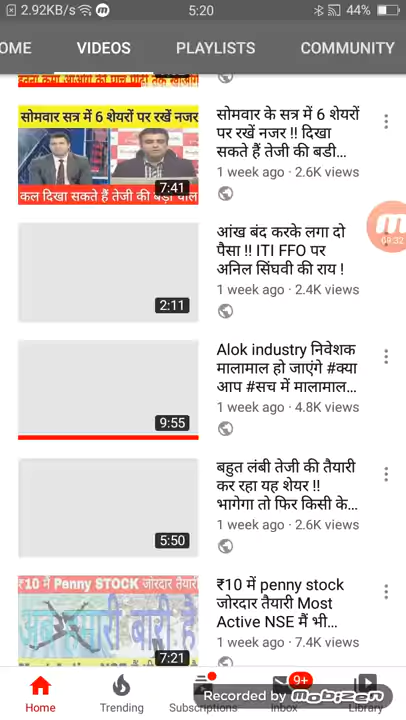 2.92KB/s
5:20
44%
OME
VIDEOS
PLAYLISTS
COMMUNITY
सोमवार सत्र में 6 शेयरों पर रखें नजर
कल दिखा सकते हैं तेजी की बड़ी चाल
7:41
सोमवार के सत्र में 6 शेयरों
पर रखें नजर !! दिखा
सकते हैं तेजी की बडी...
1 week ago · 2.6K views
2:11
आंख बंद करके लगा दो
पैसा !! ITI FFO पर
अनिल सिंघवी की राय !
1 week ago · 2.4K views
09:32
9:55
Alok industry निवेशक
मालामाल हो जाएंगे #क्या
आप #सच में मालामाल...
1 week ago · 4.8K views
5:50
बहुत लंबी तेजी की तैयारी
कर रहा यह शेयर !!
भागेगा तो फिर किसी के...
1 week ago · 2.6K views
₹10 में Penny STOCK जोरदार तैयारी
अब हमारी बारी है
7:21
₹10 में penny stock
जोरदार तैयारी Most
Active NSE मैं भी...
1 week ago · 7.4K views
Home
Trending
Subscriptions
9+
Inbox
Library
Recorded by mobizen